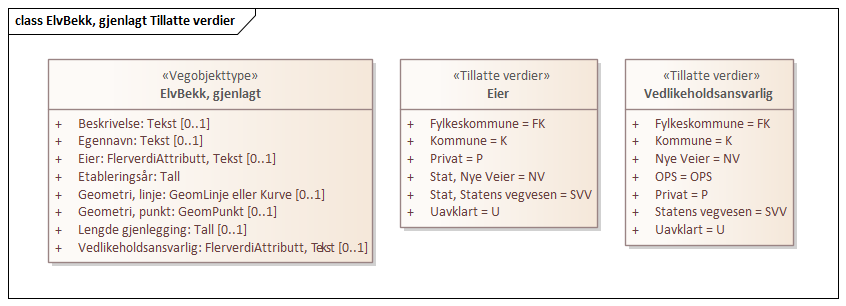 class ElvBekk, gjenlagt Tillatte verdier
«Vegobjekttype»
ElvBekk, gjenlagt
+ Beskrivelse: Tekst [0..1]
+ Egennavn: Tekst [0..1]
+ Eier: FlerverdiAttributt, Tekst [0..1]
+ Etableringsår: Tall
+ Geometri, linje: GeomLinje eller Kurve [0..1]
+ Geometri, punkt: GeomPunkt [0..1]
+ Lengde gjenlegging: Tall [0..1]
+ Vedlikeholdsansvarlig: FlerverdiAttributt, Tekst [0..1]
«Tillatte verdier»
Eier
+ Fylkeskommune = FK
+ Kommune = K
+ Privat = P
+ Stat, Nye Veier = NV
+ Stat, Statens vegvesen = SVV
+ Uavklart = U
«Tillatte verdier»
Vedlikeholdsansvarlig
+ Fylkeskommune = FK
+ Kommune = K
+ Nye Veier = NV
+ OPS = OPS
+ Privat = P
+ Statens vegvesen = SVV
+ Uavklart = U